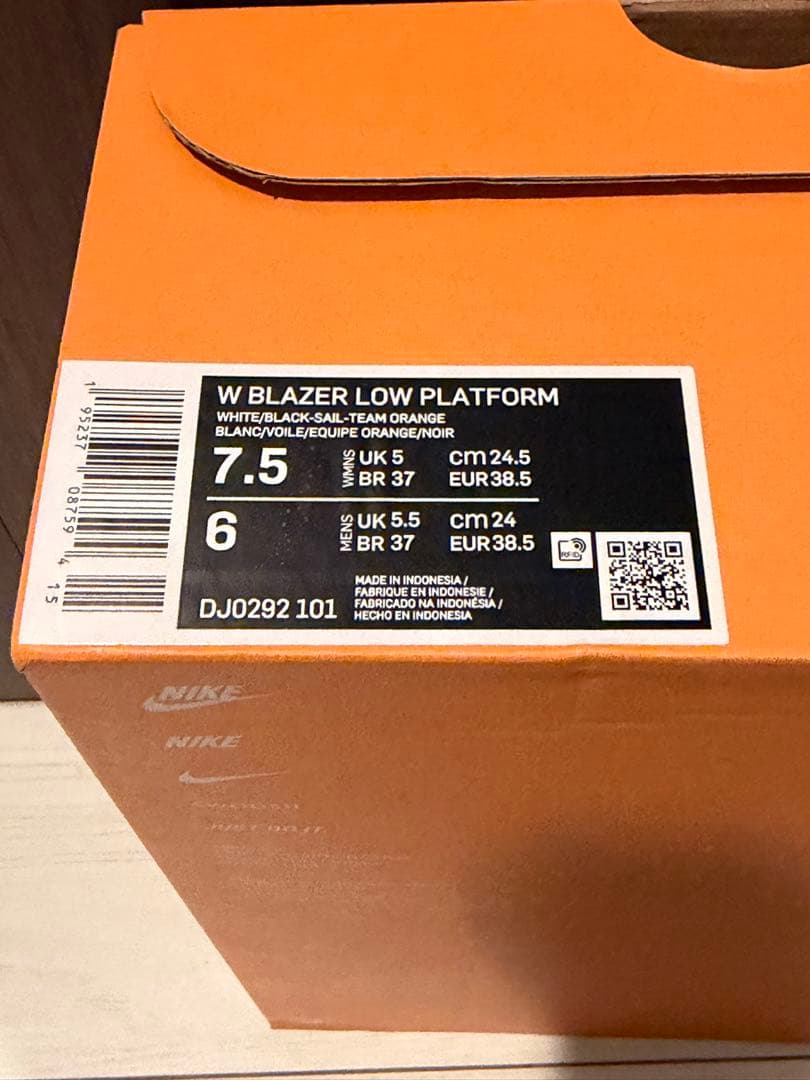 W BLAZER LOW PLATFORM
WHITE/BLACK-SAIL-TEAM ORANGE
BLANC/VOILE/EQUIPE ORANGE/NOIR
7.5 WMNS UK 5 cm 24.5
BR 37 EUR 38.5
6 MENS UK 5.5 cm 24
BR 37 EUR 38.5
RFID
DJ0292 101
MADE IN INDONESIA /
FABRIQUE EN INDONESIE /
FABRICADO NA INDONÉSIA /
HECHO EN INDONESIA
1 95237 08759 4 15
NIKE
NIKE
SWOOSH
JUST DO IT